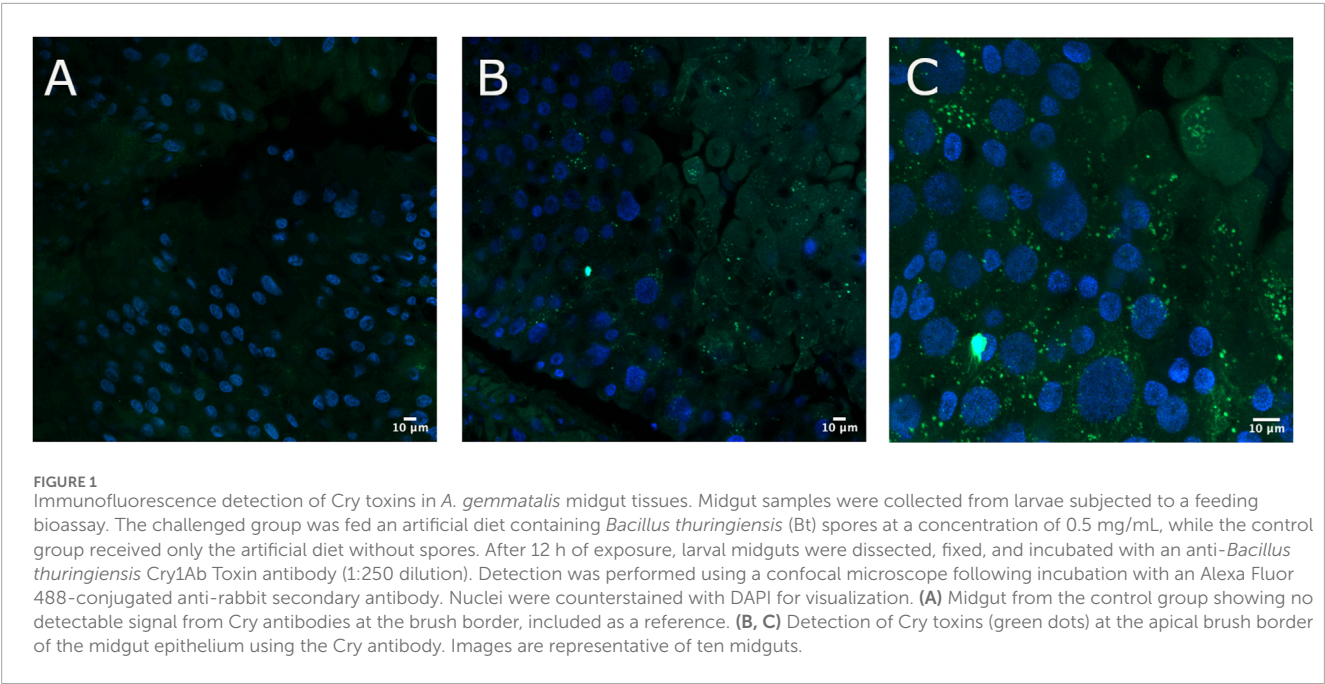 A
B
C
10 µm
10 µm
10 µm
FIGURE 1
Immunofluorescence detection of Cry toxins in A. gemmatalis midgut tissues. Midgut samples were collected from larvae subjected to a feeding
bioassay. The challenged group was fed an artificial diet containing Bacillus thuringiensis (Bt) spores at a concentration of 0.5 mg/mL, while the control
group received only the artificial diet without spores. After 12 h of exposure, larval midguts were dissected, fixed, and incubated with an anti-Bacillus
thuringiensis Cry1Ab Toxin antibody (1:250 dilution). Detection was performed using a confocal microscope following incubation with an Alexa Fluor
488-conjugated anti-rabbit secondary antibody. Nuclei were counterstained with DAPI for visualization. (A) Midgut from the control group showing no
detectable signal from Cry antibodies at the brush border, included as a reference. (B, C) Detection of Cry toxins (green dots) at the apical brush border
of the midgut epithelium using the Cry antibody. Images are representative of ten midguts.